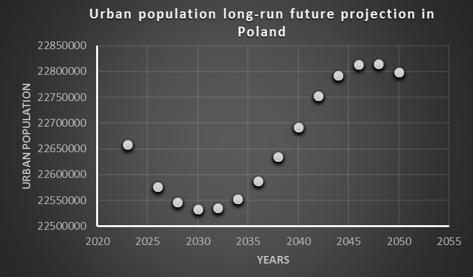 Urban population long-run future projection in
Poland
22850000
22800000
22750000
22700000
22650000
22600000
22550000
22500000
URBAN POPULATION
2020 2025 2030 2035 2040 2045 2050 2055
YEARS